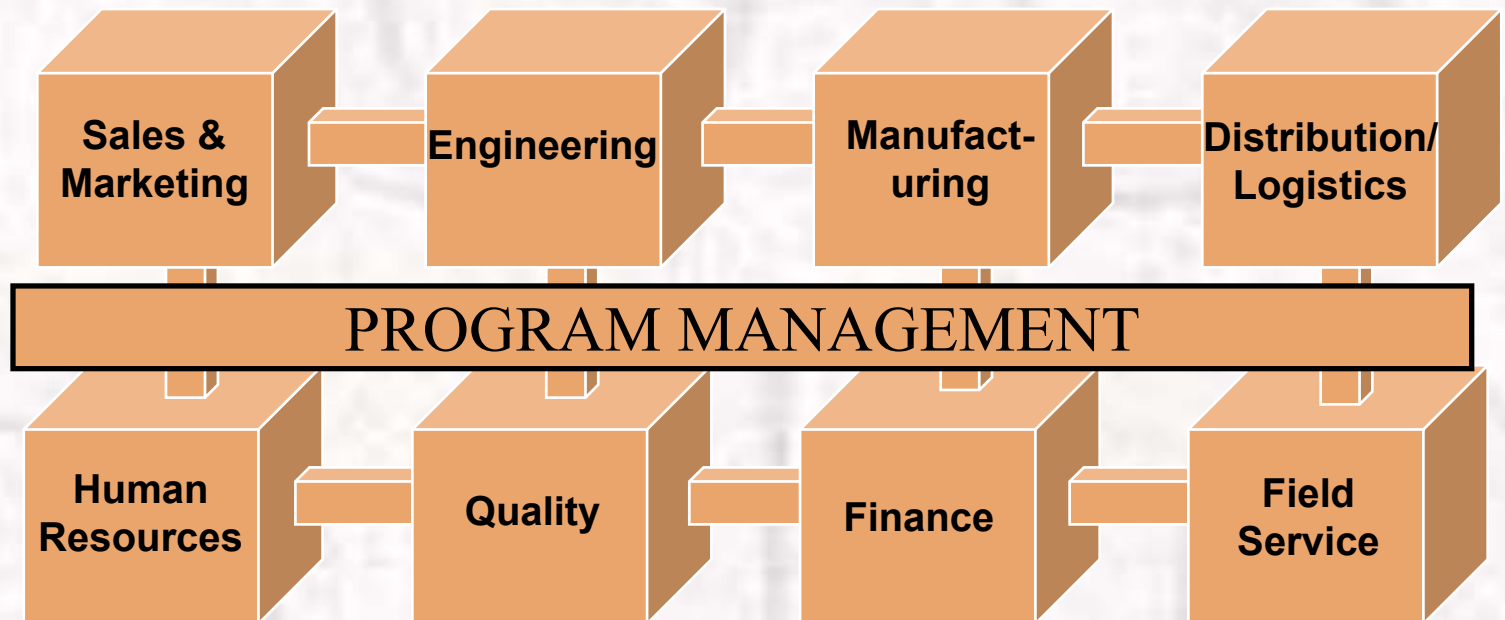 Sales &
Marketing
Engineering
Manufact-
uring
Distribution/
Logistics
PROGRAM MANAGEMENT
Human
Resources
Quality
Finance
Field
Service